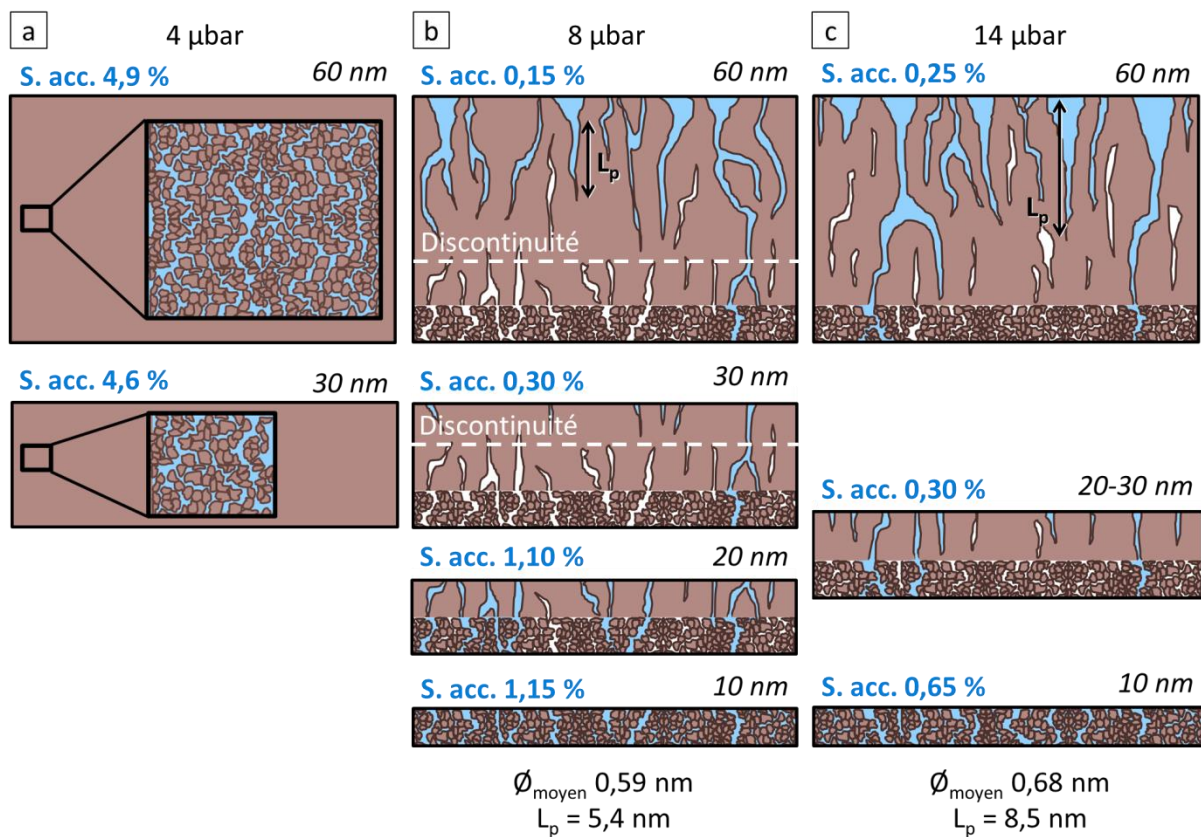 a
4 µbar
S. acc. 4,9 %
60 nm
S. acc. 4,6 %
30 nm
b
8 µbar
S. acc. 0,15 %
60 nm
Lp
Discontinuité
S. acc. 0,30 %
30 nm
Discontinuité
S. acc. 1,10 %
20 nm
S. acc. 1,15 %
10 nm
Ømoyen 0,59 nm
Lp = 5,4 nm
c
14 µbar
S. acc. 0,25 %
60 nm
Lp
S. acc. 0,30 %
20-30 nm
S. acc. 0,65 %
10 nm
Ømoyen 0,68 nm
Lp = 8,5 nm